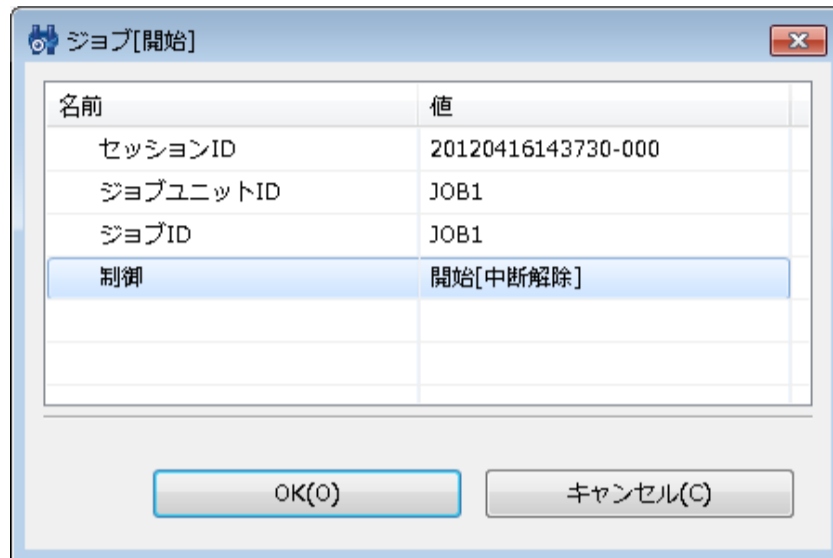 ジョブ[開始]
名前 値
セッションID 20120416143730-000
ジョブユニットID JOB1
ジョブID JOB1
制御 開始[中断解除]
OK(O) キャンセル(C)